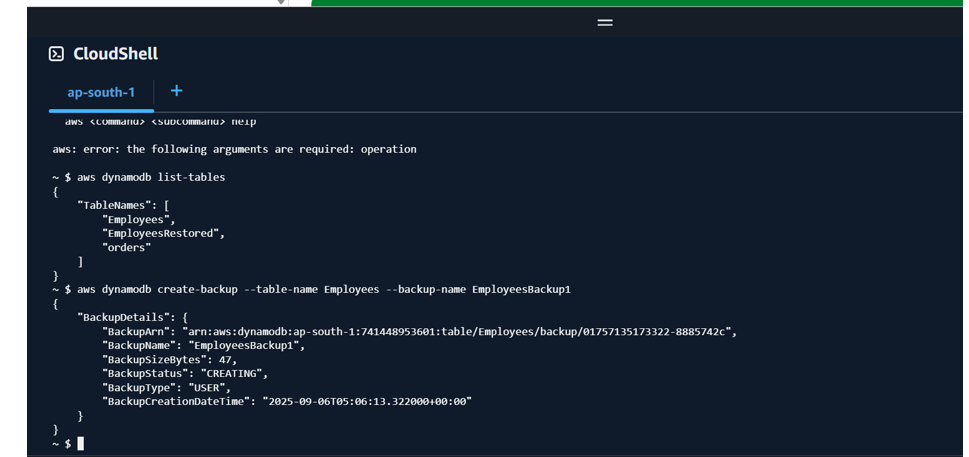 CloudShell
ap-south-1
aws <command> <subcommand> help
aws: error: the following arguments are required: operation
~ $ aws dynamodb list-tables
{
    "TableNames": [
        "Employees",
        "EmployeesRestored",
        "orders"
    ]
}
~ $ aws dynamodb create-backup --table-name Employees --backup-name EmployeesBackup1
{
    "BackupDetails": {
        "BackupArn": "arn:aws:dynamodb:ap-south-1:741448953601:table/Employees/backup/01757135173322-8885742c",
        "BackupName": "EmployeesBackup1",
        "BackupSizeBytes": 47,
        "BackupStatus": "CREATING",
        "BackupType": "USER",
        "BackupCreationDateTime": "2025-09-06T05:06:13.322000+00:00"
    }
}
~ $